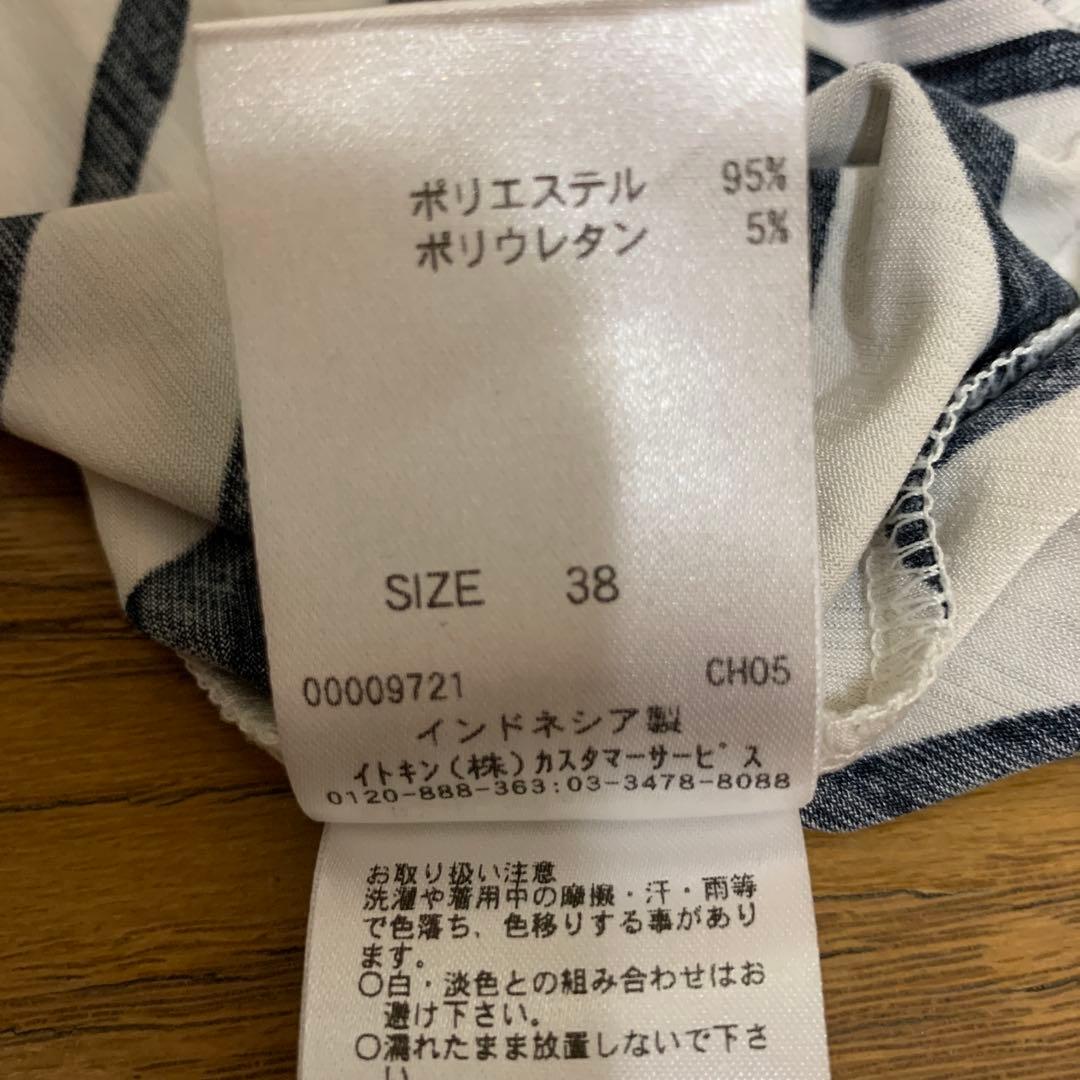 ポリエステル 95%
ポリウレタン 5%
SIZE 38
00009721 CH05
インドネシア製
イトキン(株)カスタマーサービス
0120-888-363:03-3478-8088
お取り扱い注意
洗濯や着用中の摩擦・汗・雨等
で色落ち、色移りする事があり
ます。
○白・淡色との組み合わせはお
避け下さい。
○濡れたまま放置しないで下さ
い